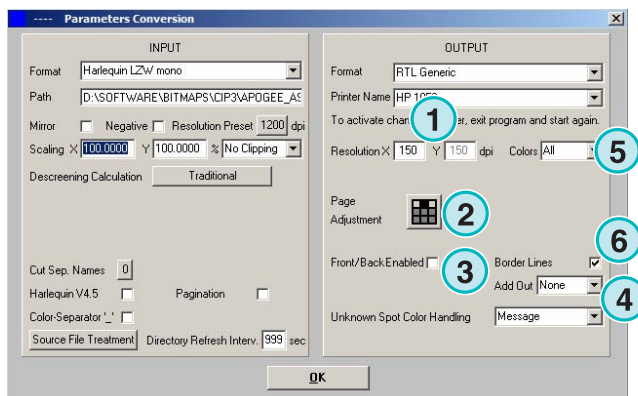 ---- Parameters Conversion
INPUT
Format Harlequin LZW mono
Path D:\SOFTWARE\BITMAPS\CIP3\APOGEE_AS
Mirror Negative Resolution Preset 1200 dpi
Scaling X 100.0000 Y 100.0000 % No Clipping
Descreening Calculation Traditional
Cut Sep. Names 0
Harlequin V4.5 Pagination
Color-Separator '_'
Source File Treatment Directory Refresh Interv. 999 sec
OUTPUT
Format RTL Generic
Printer Name HP
1
To activate exit program and start again.
Resolution X 150 Y 150 dpi Colors All
5
Page
Adjustment
2
6
Front/Back Enabled
3
Border Lines
Add Out None
4
Unknown Spot Color Handling Message
OK